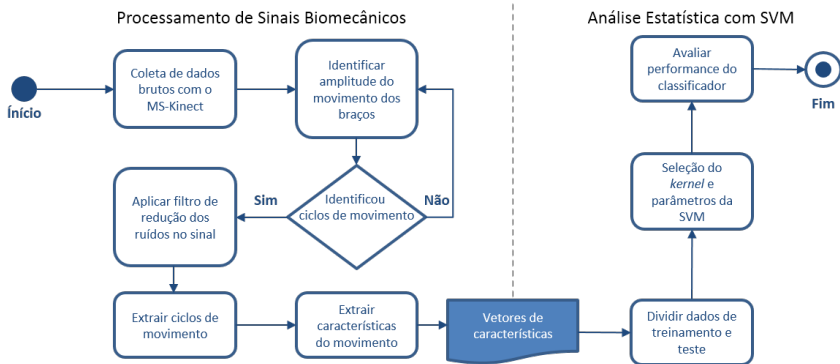 Processamento de Sinais Biomecânicos
Análise Estatística com SVM
Ínício
Coleta de dados
brutos com o
MS-Kinect
Identificar
amplitude do
movimento dos
braços
Identificou
ciclos de movimento
Sim
Não
Aplicar filtro de
redução dos
ruídos no sinal
Extrair ciclos
de movimento
Extrair
características
do movimento
Vetores de
características
Dividir dados de
treinamento e
teste
Seleção do
kernel e
parâmetros da
SVM
Avaliar
performance do
classificador
Fim